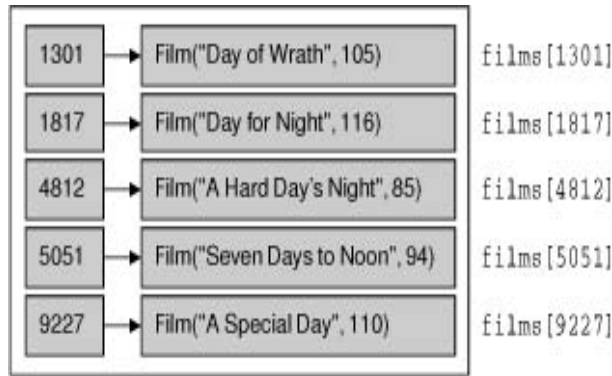 1301 Film("Day of Wrath", 105) films[1301]
1817 Film("Day for Night", 116) films[1817]
4812 Film("A Hard Day's Night", 85) films[4812]
5051 Film("Seven Days to Noon", 94) films[5051]
9227 Film("A Special Day", 110) films[9227]